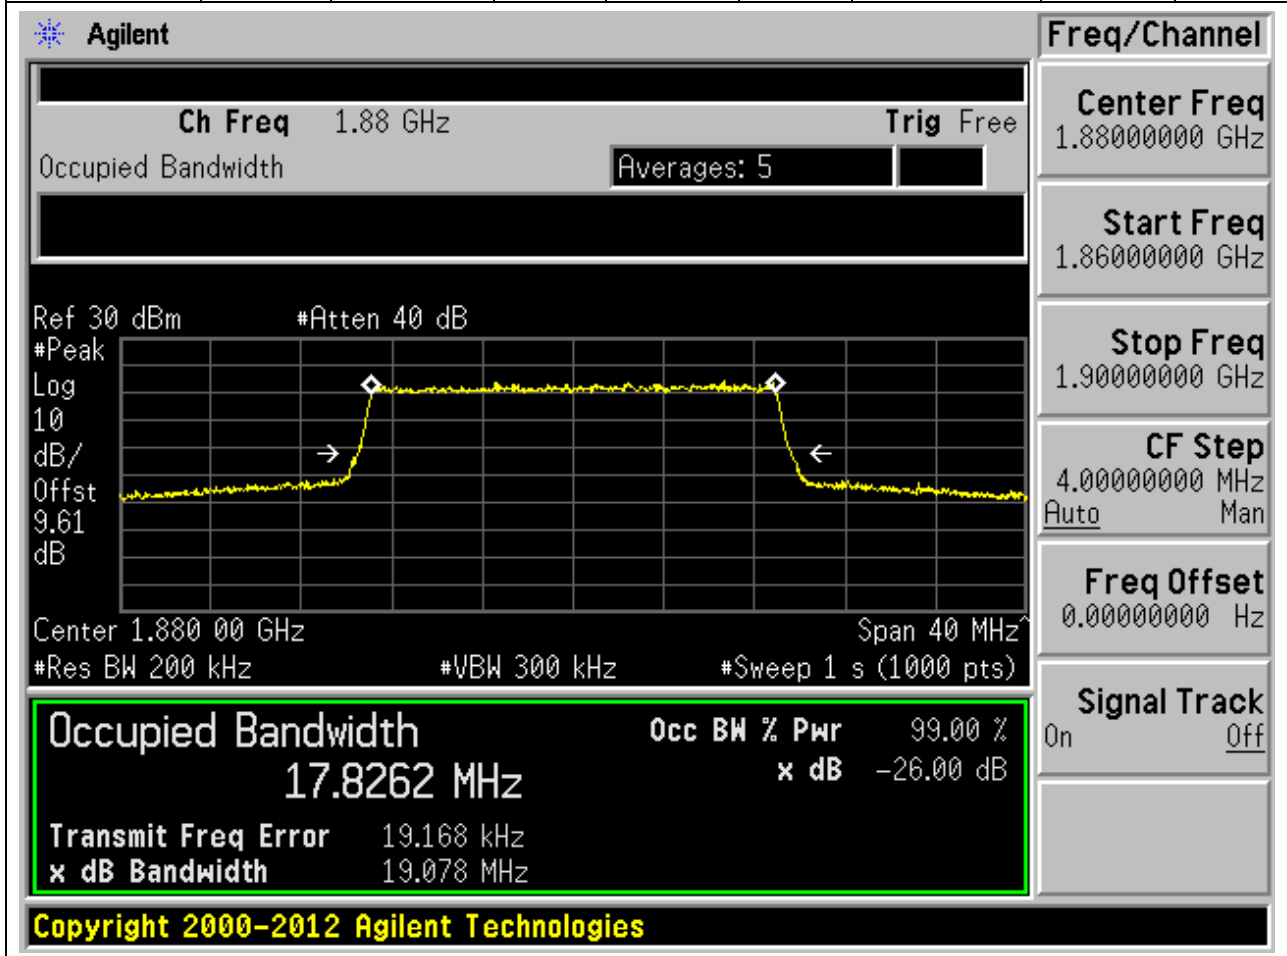 Agilent
Freq/Channel
Ch Freq 1.88 GHz Trig Free
Occupied Bandwidth Averages: 5
Center Freq
1.88000000 GHz
Start Freq
1.86000000 GHz
Stop Freq
1.90000000 GHz
CF Step
4.00000000 MHz
Auto Man
Freq Offset
0.00000000 Hz
Signal Track
On Off
Ref 30 dBm #Atten 40 dB
#Peak
Log
10
dB/
Offst
9.61
dB
Center 1.880 00 GHz Span 40 MHz^
#Res BW 200 kHz #VBW 300 kHz #Sweep 1 s (1000 pts)
Occupied Bandwidth Occ BW % Pwr 99.00 %
17.8262 MHz x dB -26.00 dB
Transmit Freq Error 19.168 kHz
x dB Bandwidth 19.078 MHz
Copyright 2000-2012 Agilent Technologies